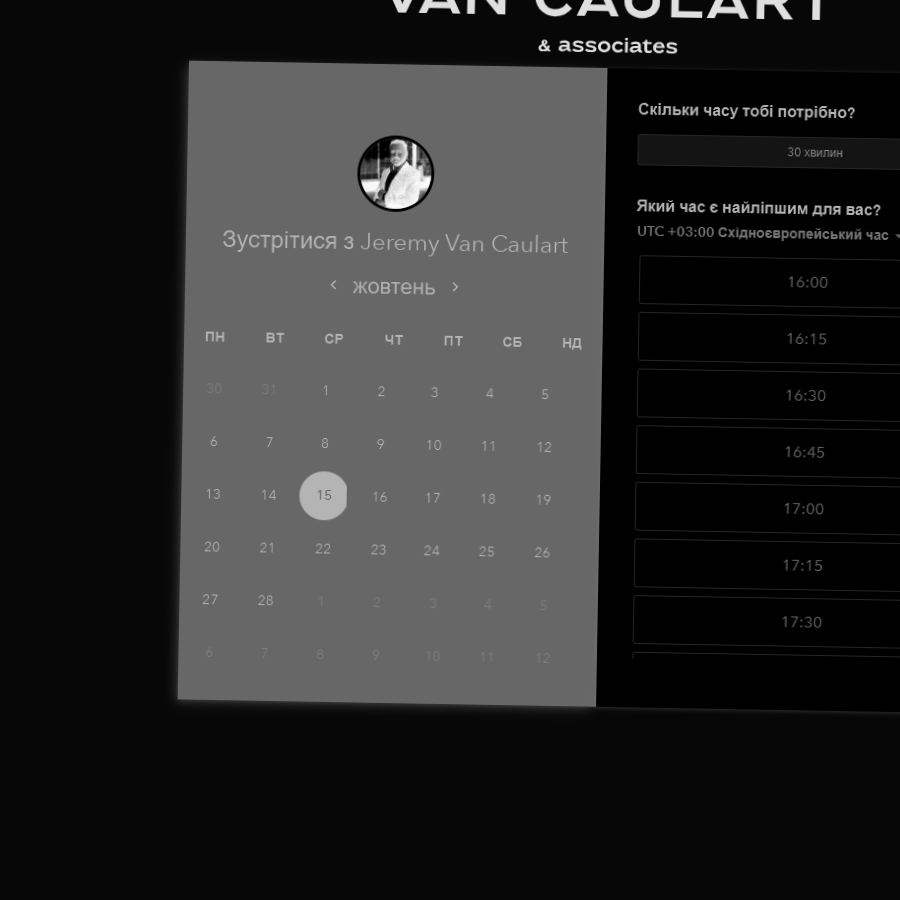 VAN CAULART
& associates
Зустрітися з Jeremy Van Caulart
жовтень
ПН ВТ СР ЧТ ПТ СБ НД
30 31 1 2 3 4 5
6 7 8 9 10 11 12
13 14 15 16 17 18 19
20 21 22 23 24 25 26
27 28 1 2 3 4 5
6 7 8 9 10 11 12
Скільки часу тобі потрібно?
30 хвилин
Який час є найліпшим для вас?
UTC +03:00 Східноєвропейський час
16:00
16:15
16:30
16:45
17:00
17:15
17:30